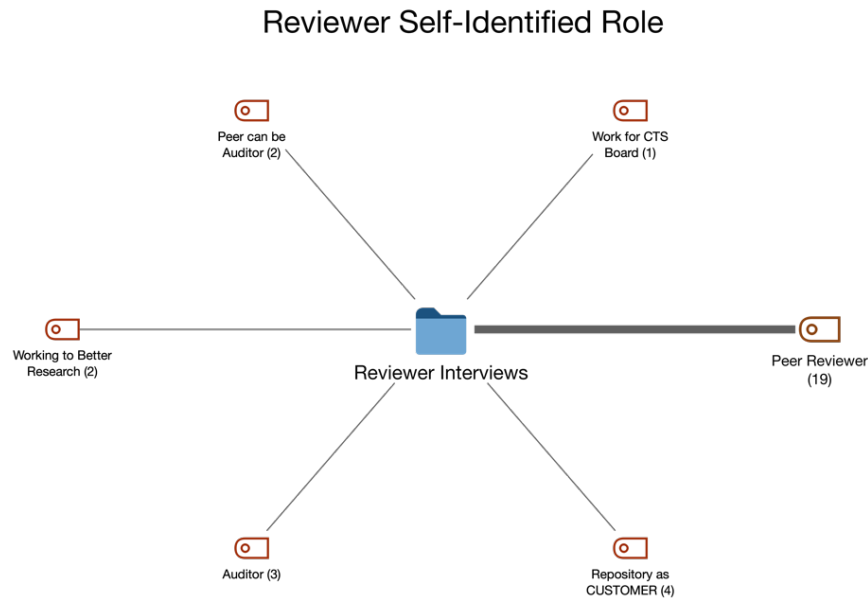 Reviewer Self-Identified Role
Peer can be
Auditor (2)
Work for CTS
Board (1)
Working to Better
Research (2)
Reviewer Interviews
Peer Reviewer
(19)
Auditor (3)
Repository as
CUSTOMER (4)